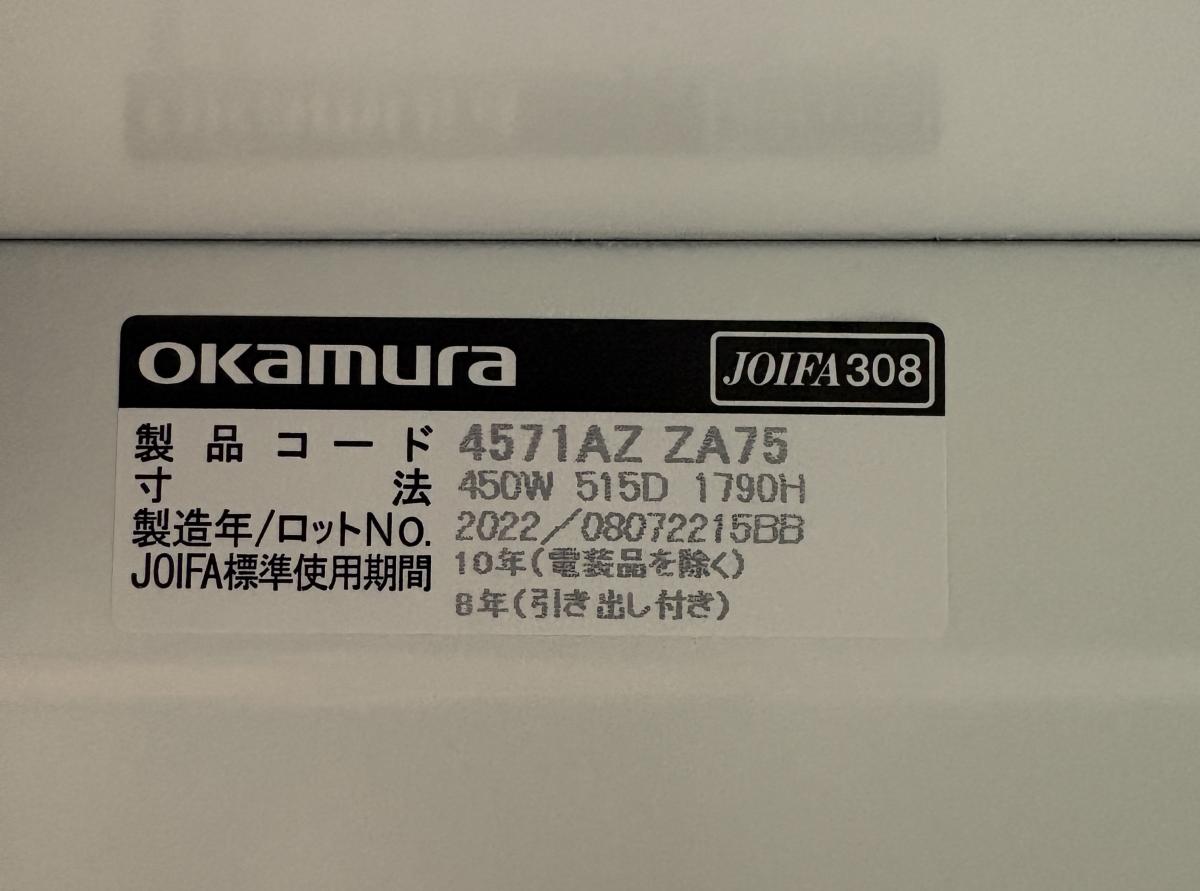 okamura JOIFA308
製品コード 4571AZ ZA75
寸法 450W 515D 1790H
製造年/ロットNo. 2022/08072215BB
JOIFA標準使用期間 10年(電装品を除く)
8年(引き出し付き)